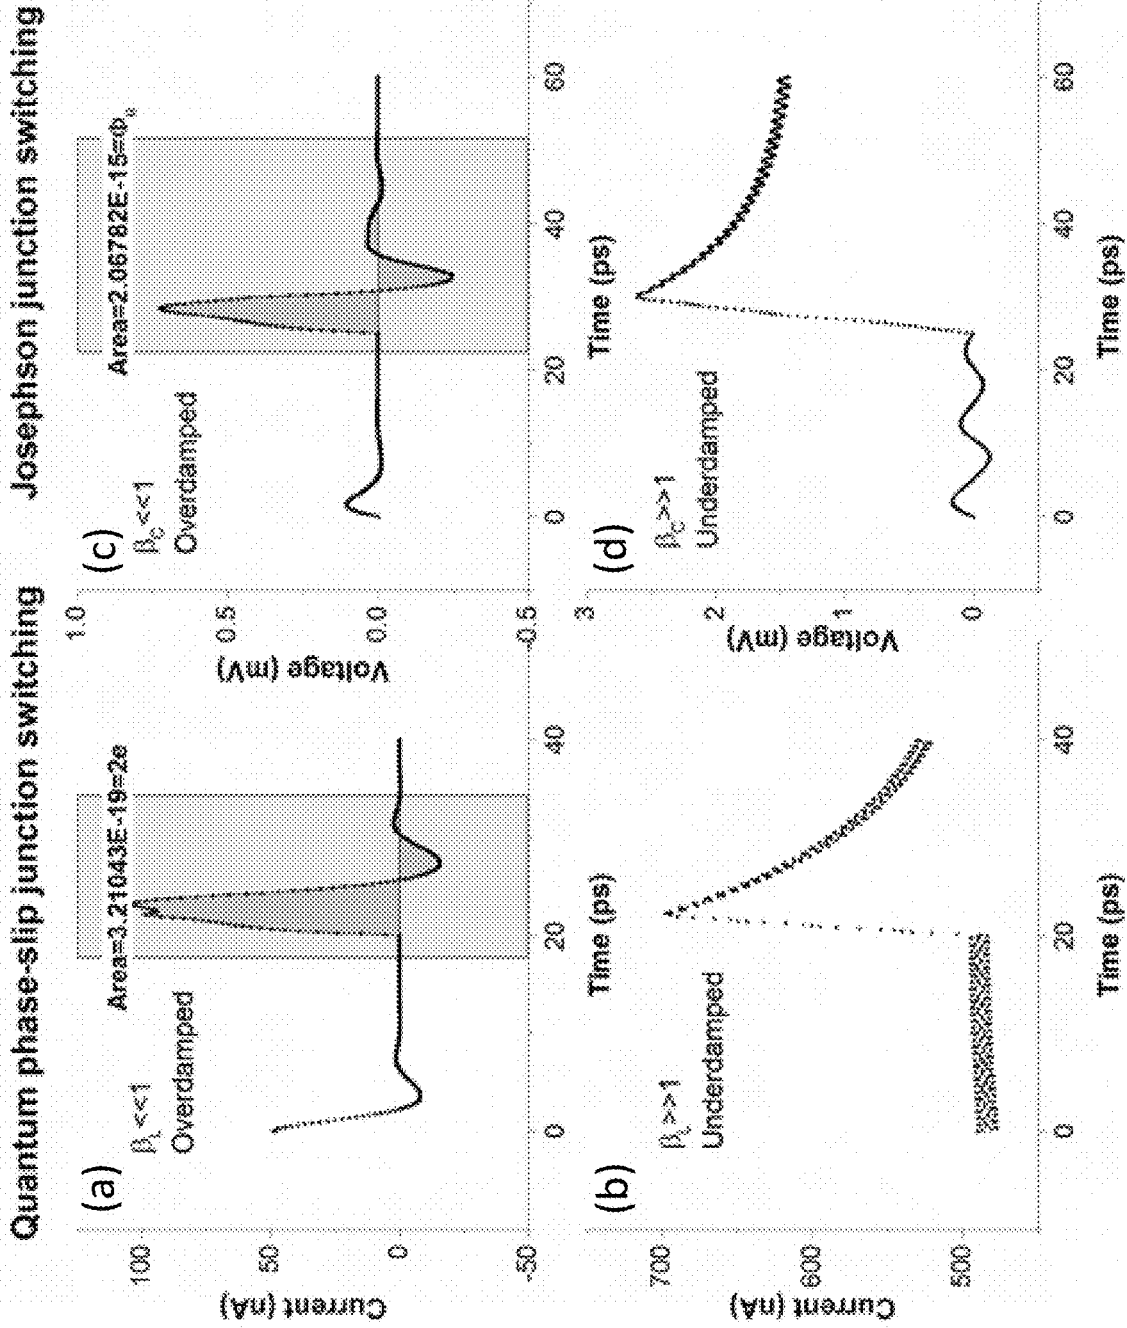 Quantum phase-slip junction switching
Josephson junction switching
(a)
β_L<<1
Overdamped
Area=3.21043E-19=2e
100
50
0
-50
Current (nA)
0
20
40
Time (ps)
(c)
β_C<<1
Overdamped
Area=2.06782E-15=Φ₀
1.0
0.5
0.0
-0.5
Voltage (mV)
0
20
40
60
Time (ps)
(b)
β_L>>1
Underdamped
700
600
500
Current (nA)
0
20
40
Time (ps)
(d)
β_C>>1
Underdamped
3
2
1
0
Voltage (mV)
0
20
40
60
Time (ps)